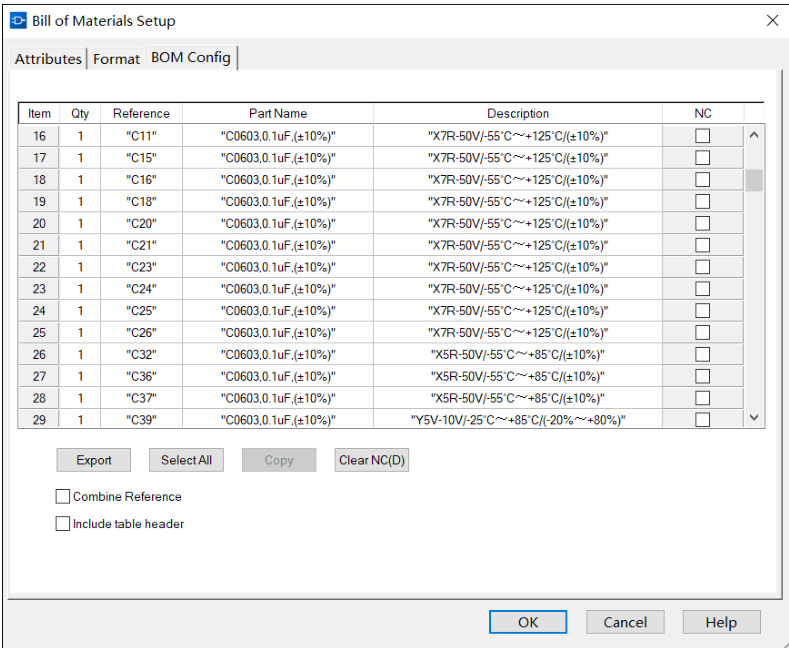 Bill of Materials Setup
Attributes Format BOM Config
Item Qty Reference Part Name Description NC
16 1 "C11" "C0603,0.1uF,(±10%)" "X7R-50V/-55°C～+125°C/(±10%)"
17 1 "C15" "C0603,0.1uF,(±10%)" "X7R-50V/-55°C～+125°C/(±10%)"
18 1 "C16" "C0603,0.1uF,(±10%)" "X7R-50V/-55°C～+125°C/(±10%)"
19 1 "C18" "C0603,0.1uF,(±10%)" "X7R-50V/-55°C～+125°C/(±10%)"
20 1 "C20" "C0603,0.1uF,(±10%)" "X7R-50V/-55°C～+125°C/(±10%)"
21 1 "C21" "C0603,0.1uF,(±10%)" "X7R-50V/-55°C～+125°C/(±10%)"
22 1 "C23" "C0603,0.1uF,(±10%)" "X7R-50V/-55°C～+125°C/(±10%)"
23 1 "C24" "C0603,0.1uF,(±10%)" "X7R-50V/-55°C～+125°C/(±10%)"
24 1 "C25" "C0603,0.1uF,(±10%)" "X7R-50V/-55°C～+125°C/(±10%)"
25 1 "C26" "C0603,0.1uF,(±10%)" "X7R-50V/-55°C～+125°C/(±10%)"
26 1 "C32" "C0603,0.1uF,(±10%)" "X5R-50V/-55°C～+85°C/(±10%)"
27 1 "C36" "C0603,0.1uF,(±10%)" "X5R-50V/-55°C～+85°C/(±10%)"
28 1 "C37" "C0603,0.1uF,(±10%)" "X5R-50V/-55°C～+85°C/(±10%)"
29 1 "C39" "C0603,0.1uF,(±10%)" "Y5V-10V/-25°C～+85°C/(-20%～+80%)"
Export Select All Copy Clear NC(D)
Combine Reference
Include table header
OK Cancel Help